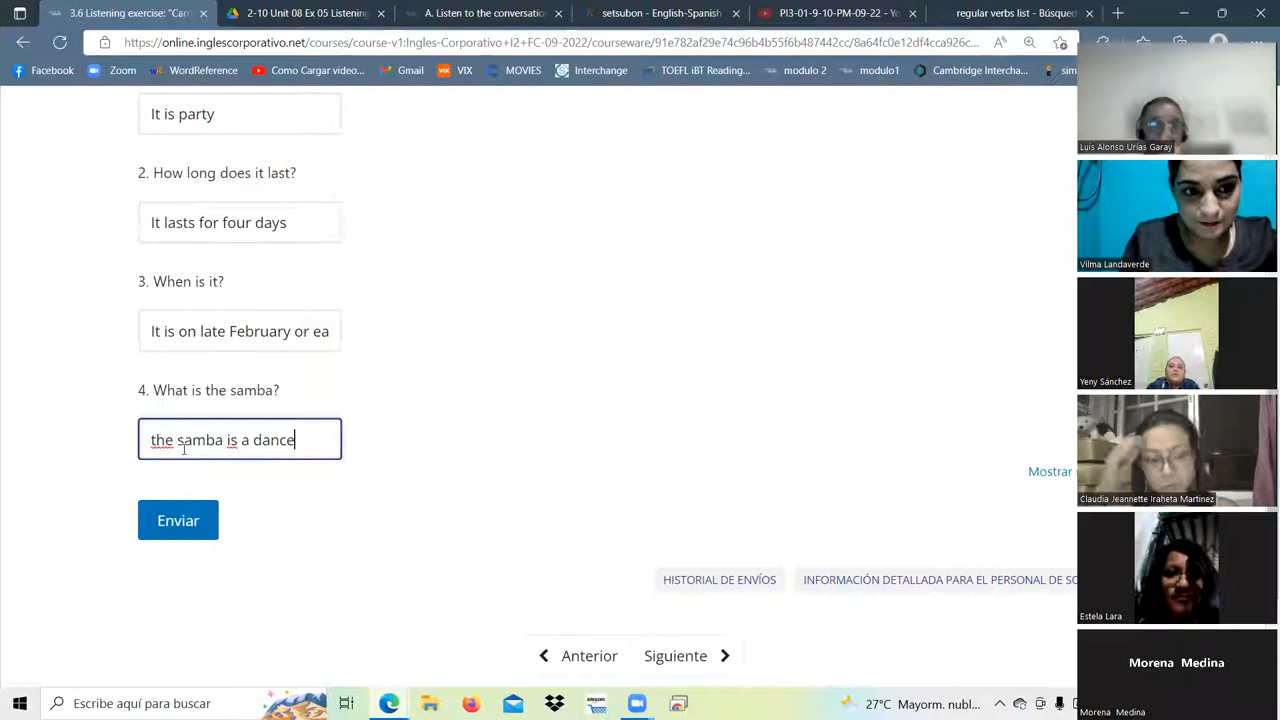 3.6 Listening exercise: "Carn
2-10 Unit 08 Ex 05 Listening
A. Listen to the conversatio
setsubon - English-Spanish
PI3-01-9-10-PM-09-22 - Yo
regular verbs list - Búsqued
https://online.inglescorporativo.net/courses/course-v1:Ingles-Corporativo+I2+FC-09-2022/courseware/91e782af29e74c96b4b55f6b487442cc/8a64fc0e12df4cca926c...
Facebook
Zoom
WordReference
Como Cargar video...
Gmail
VIX
MOVIES
Interchange
TOEFL iBT Reading...
modulo 2
modulo1
Cambridge Intercha...
sim
It is party
2. How long does it last?
It lasts for four days
3. When is it?
It is on late February or ea
4. What is the samba?
the samba is a dance
Mostrar
Enviar
HISTORIAL DE ENVÍOS
INFORMACIÓN DETALLADA PARA EL PERSONAL DE SO
Anterior
Siguiente
Luis Alonso Urías Garay
Vilma Landaverde
Yeny Sánchez
Claudia Jeannette Iraheta Martinez
Estela Lara
Morena Medina
Morena Medina
Escribe aquí para buscar
amazon
27°C Mayorm. nubl...